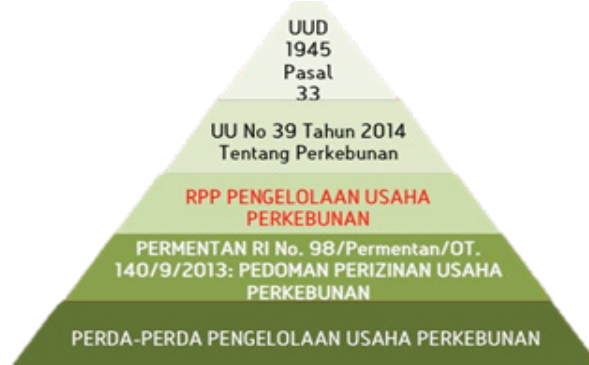 UUD
1945
Pasal
33
UU No 39 Tahun 2014
Tentang Perkebunan
RPP PENGELOLAAN USAHA
PERKEBUNAN
PERMENTAN RI No. 98/Permentan/OT.
140/9/2013: PEDOMAN PERIZINAN USAHA
PERKEBUNAN
PERDA-PERDA PENGELOLAAN USAHA PERKEBUNAN